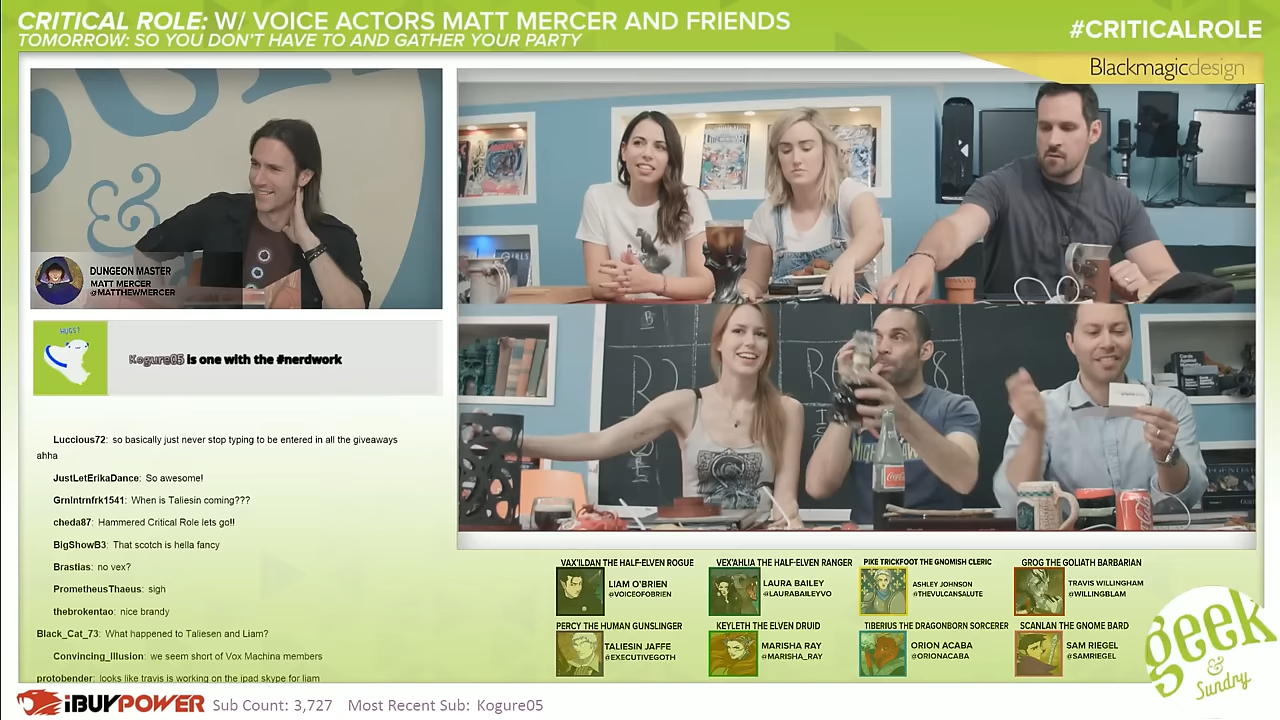 CRITICAL ROLE: W/ VOICE ACTORS MATT MERCER AND FRIENDS
TOMORROW: SO YOU DON'T HAVE TO AND GATHER YOUR PARTY
#CRITICALROLE
Blackmagicdesign
&
DUNGEON MASTER
MATT MERCER
@MATTHEWMERCER
HUGS?
Kogure05 is one with the #nerdwork
Luccious72: so basically just never stop typing to be entered in all the giveaways
ahha
JustLetErikaDance: So awesome!
GrnIntrnfrk1541: When is Taliesin coming???
cheda87: Hammered Critical Role lets go!!
BigShowB3: That scotch is hella fancy
Brastias: no vex?
PrometheusThaeus: sigh
thebrokentao: nice brandy
Black_Cat_73: What happened to Taliesen and Liam?
Convincing_Illusion: we seem short of Vox Machina members
protobender: looks like travis is working on the ipad skype for liam
VAX'ILDAN THE HALF-ELVEN ROGUE
LIAM O'BRIEN
@VOICEOFOBRIEN
VEX'AHLIA THE HALF-ELVEN RANGER
LAURA BAILEY
@LAURABAILEYVO
PIKE TRICKFOOT THE GNOMISH CLERIC
ASHLEY JOHNSON
@THEVULCANSALUTE
GROG THE GOLIATH BARBARIAN
TRAVIS WILLINGHAM
@WILLINGBLAM
PERCY THE HUMAN GUNSLINGER
TALIESIN JAFFE
@EXECUTIVEGOTH
KEYLETH THE ELVEN DRUID
MARISHA RAY
@MARISHA_RAY
TIBERIUS THE DRAGONBORN SORCERER
ORION ACABA
@ORIONACABA
SCANLAN THE GNOME BARD
SAM RIEGEL
@SAMRIEGEL
geek
&
Sundry
iBUYPOWER
Sub Count: 3,727 Most Recent Sub: Kogure05